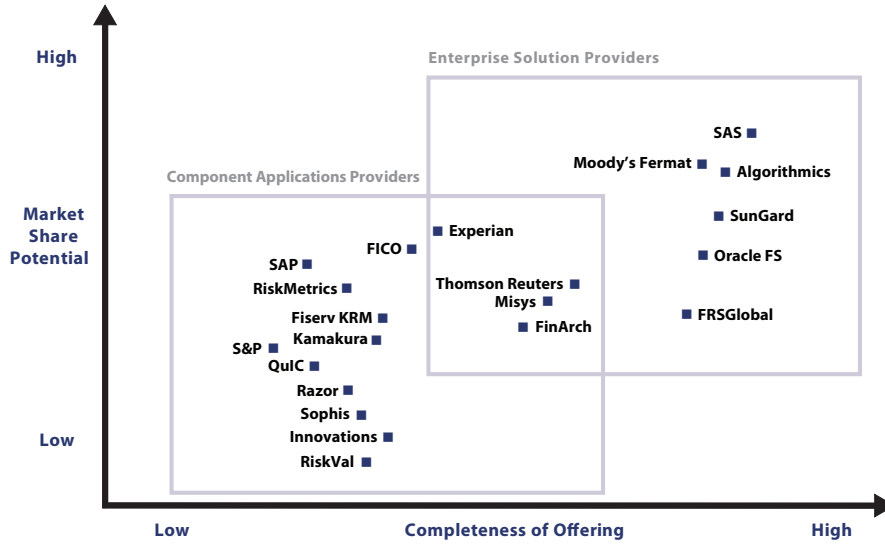 High
Enterprise Solution Providers
SAS
Moody’s Fermat
Algorithmics
Component Applications Providers
Market
Share
Potential
SunGard
Experian
FICO
Oracle FS
SAP
Thomson Reuters
RiskMetrics
Misys
FRSGlobal
Fiserv KRM
FinArch
Kamakura
S&P
QuIC
Razor
Sophis
Low
Innovations
RiskVal
Low
Completeness of Offering
High